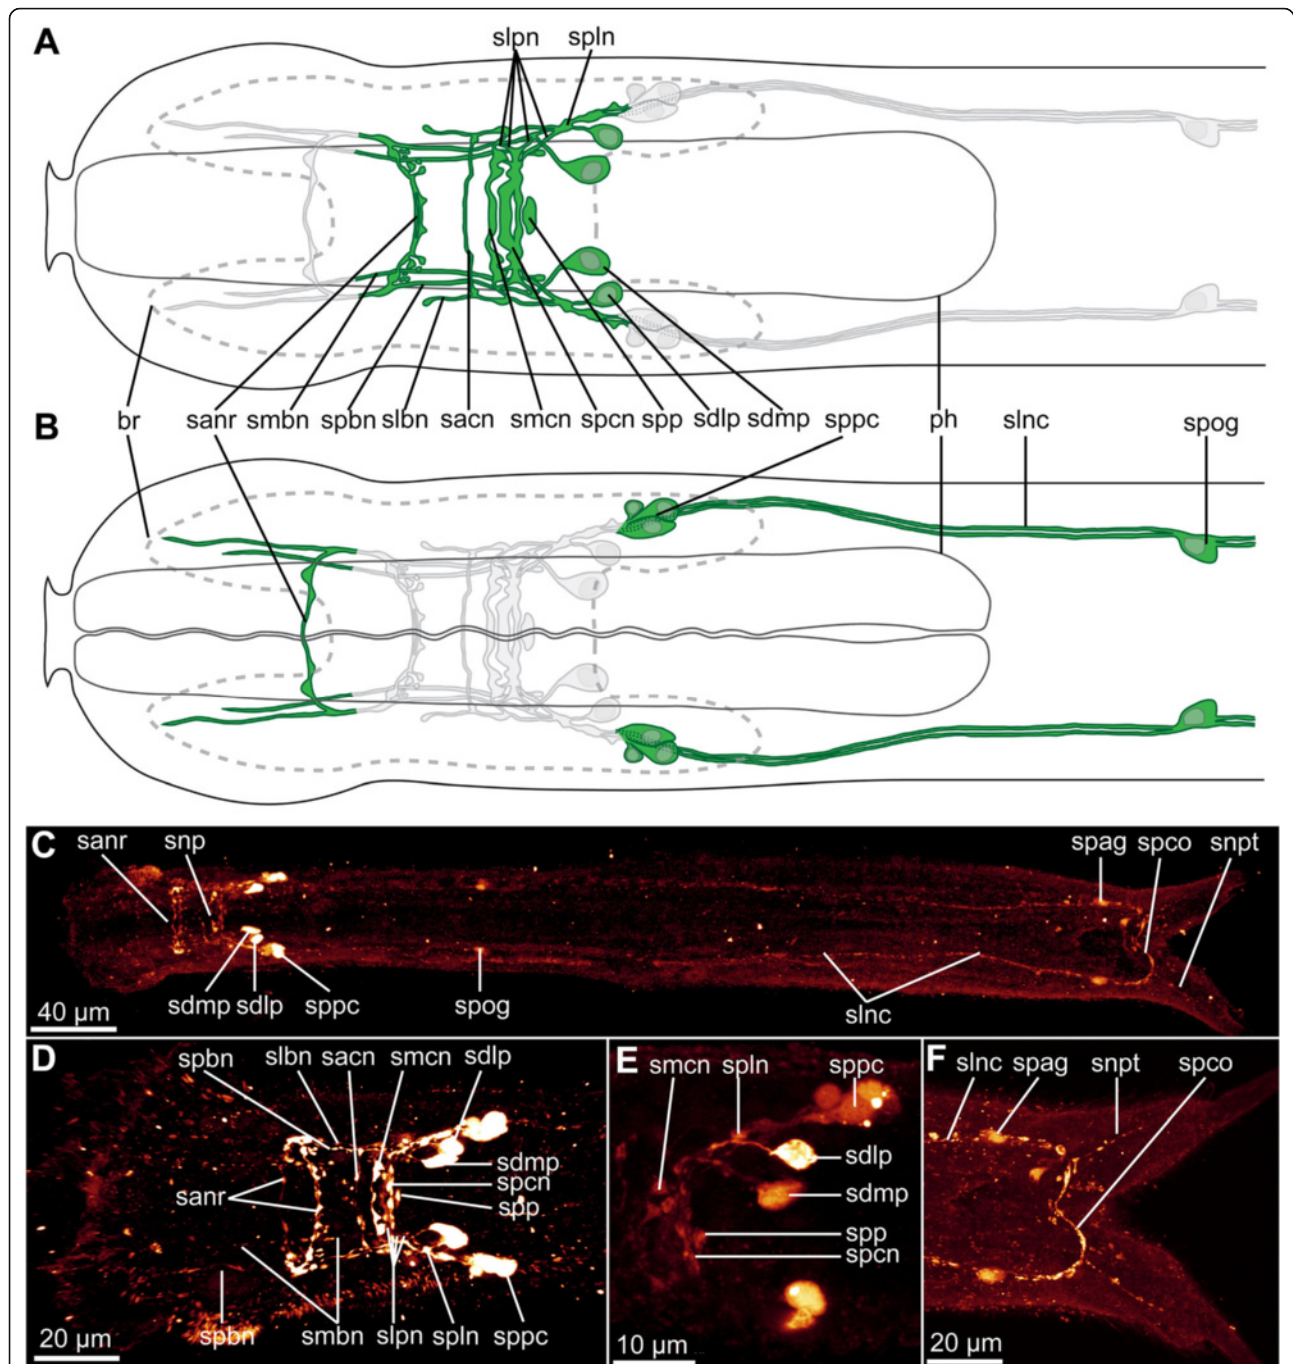 A
slpn spln
br sanr smbn spbn slbn sacn smcn spcn spp sdlp sdmp sppc ph slnc spog
B
C
sanr snp spag spco snpt
sdmp sdlp sppc spog slnc
40 µm
D
spbn slbn sacn smcn sdlp
sdmp
spcn
sanr spp
spbn smbn slpn spln sppc
20 µm
E
smcn spln sppc
sdlp
sdmp
spp
spcn
10 µm
F
slnc spag snpt spco
20 µm